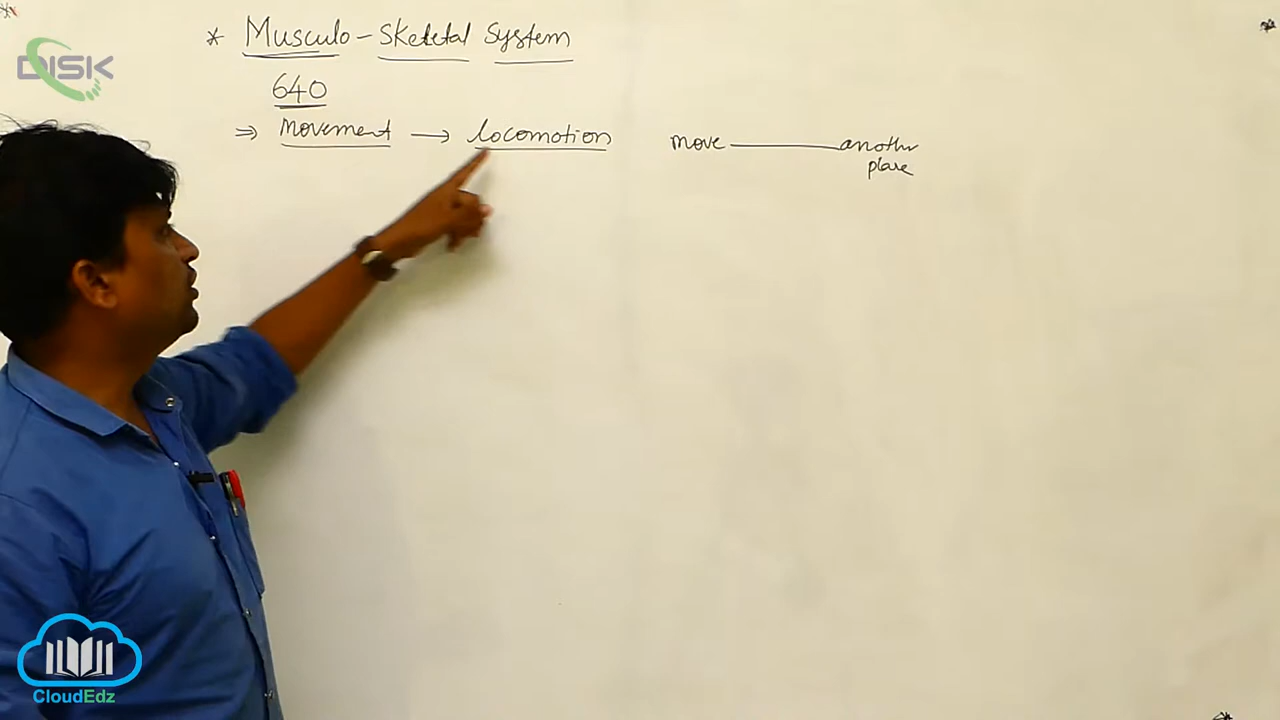 DISK
* Musculo - Skeletal System
640
⇒ Movement → locomotion move — another
place
CloudEdz